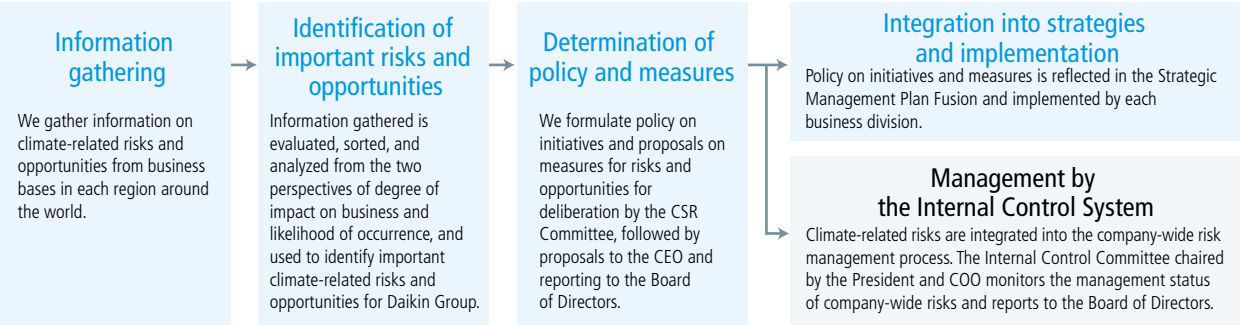 Information
gathering
We gather information on
climate-related risks and
opportunities from business
bases in each region around
the world.
Identification of
important risks and
opportunities
Information gathered is
evaluated, sorted, and
analyzed from the two
perspectives of degree of
impact on business and
likelihood of occurrence, and
used to identify important
climate-related risks and
opportunities for Daikin Group.
Determination of
policy and measures
We formulate policy on
initiatives and proposals on
measures for risks and
opportunities for
deliberation by the CSR
Committee, followed by
proposals to the CEO and
reporting to the Board
of Directors.
Integration into strategies
and implementation
Policy on initiatives and measures is reflected in the Strategic
Management Plan Fusion and implemented by each
business division.
Management by
the Internal Control System
Climate-related risks are integrated into the company-wide risk
management process. The Internal Control Committee chaired
by the President and COO monitors the management status
of company-wide risks and reports to the Board of Directors.